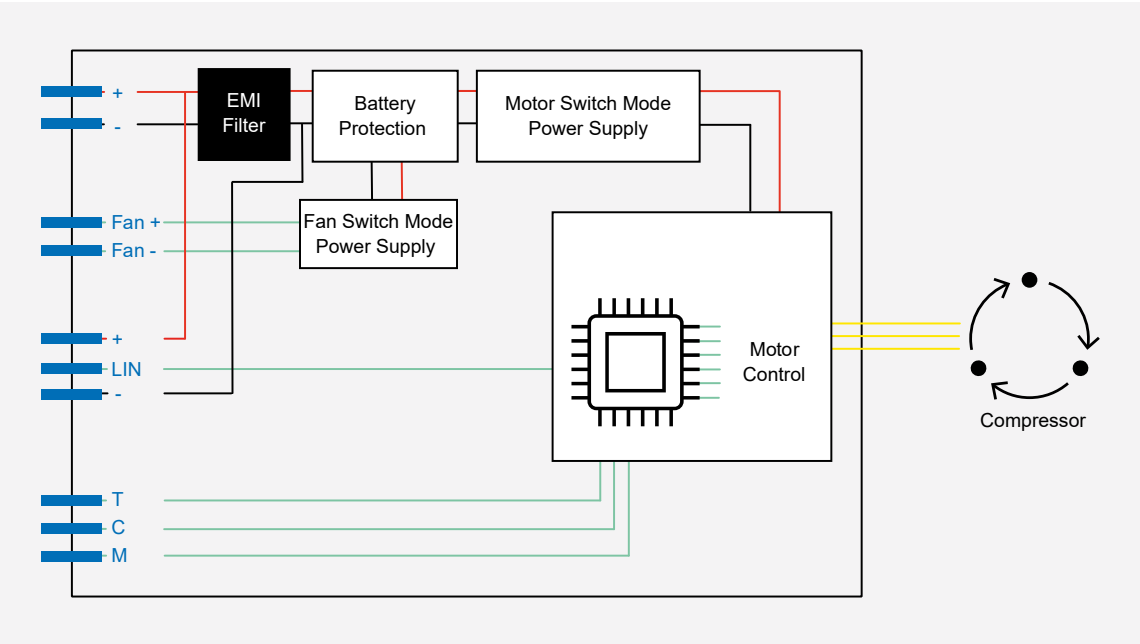 +
-
EMI
Filter
Battery
Protection
Motor Switch Mode
Power Supply
Fan +
Fan -
Fan Switch Mode
Power Supply
+
LIN
-
Motor
Control
Compressor
T
C
M